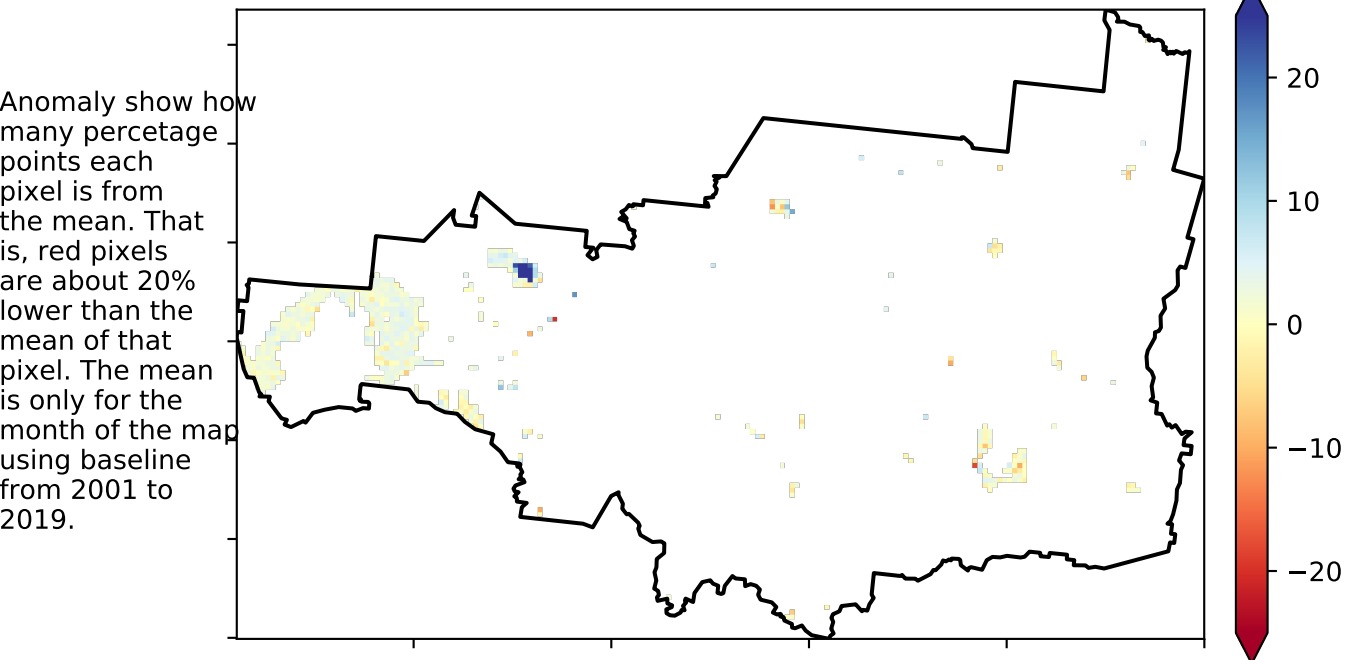 Anomaly show how
many percetage
points each
pixel is from
the mean. That
is, red pixels
are about 20%
lower than the
mean of that
pixel. The mean
is only for the
month of the map
using baseline
from 2001 to
2019.
20
10
0
−10
−20